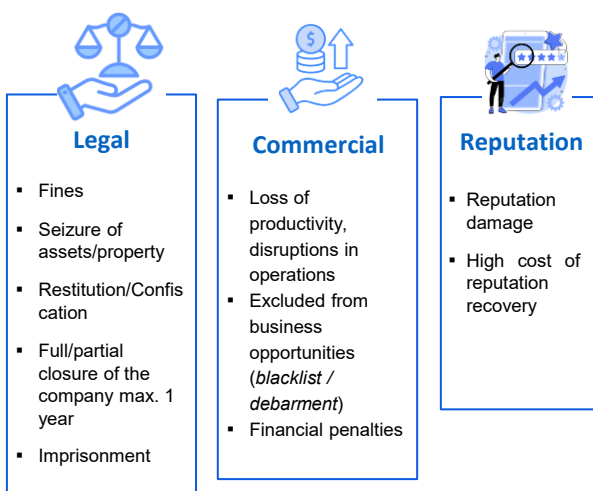 Legal
▪ Fines
▪ Seizure of
assets/property
▪ Restitution/Confis
cation
▪ Full/partial
closure of the
company max. 1
year
▪ Imprisonment
Commercial
▪ Loss of
productivity,
disruptions in
operations
▪ Excluded from
business
opportunities
(blacklist /
debarment)
▪ Financial penalties
Reputation
▪ Reputation
damage
▪ High cost of
reputation
recovery